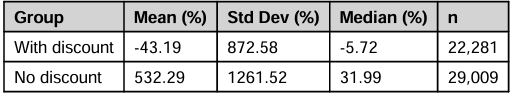 Group Mean (%) Std Dev (%) Median (%) n
With discount -43.19 872.58 -5.72 22,281
No discount 532.29 1261.52 31.99 29,009